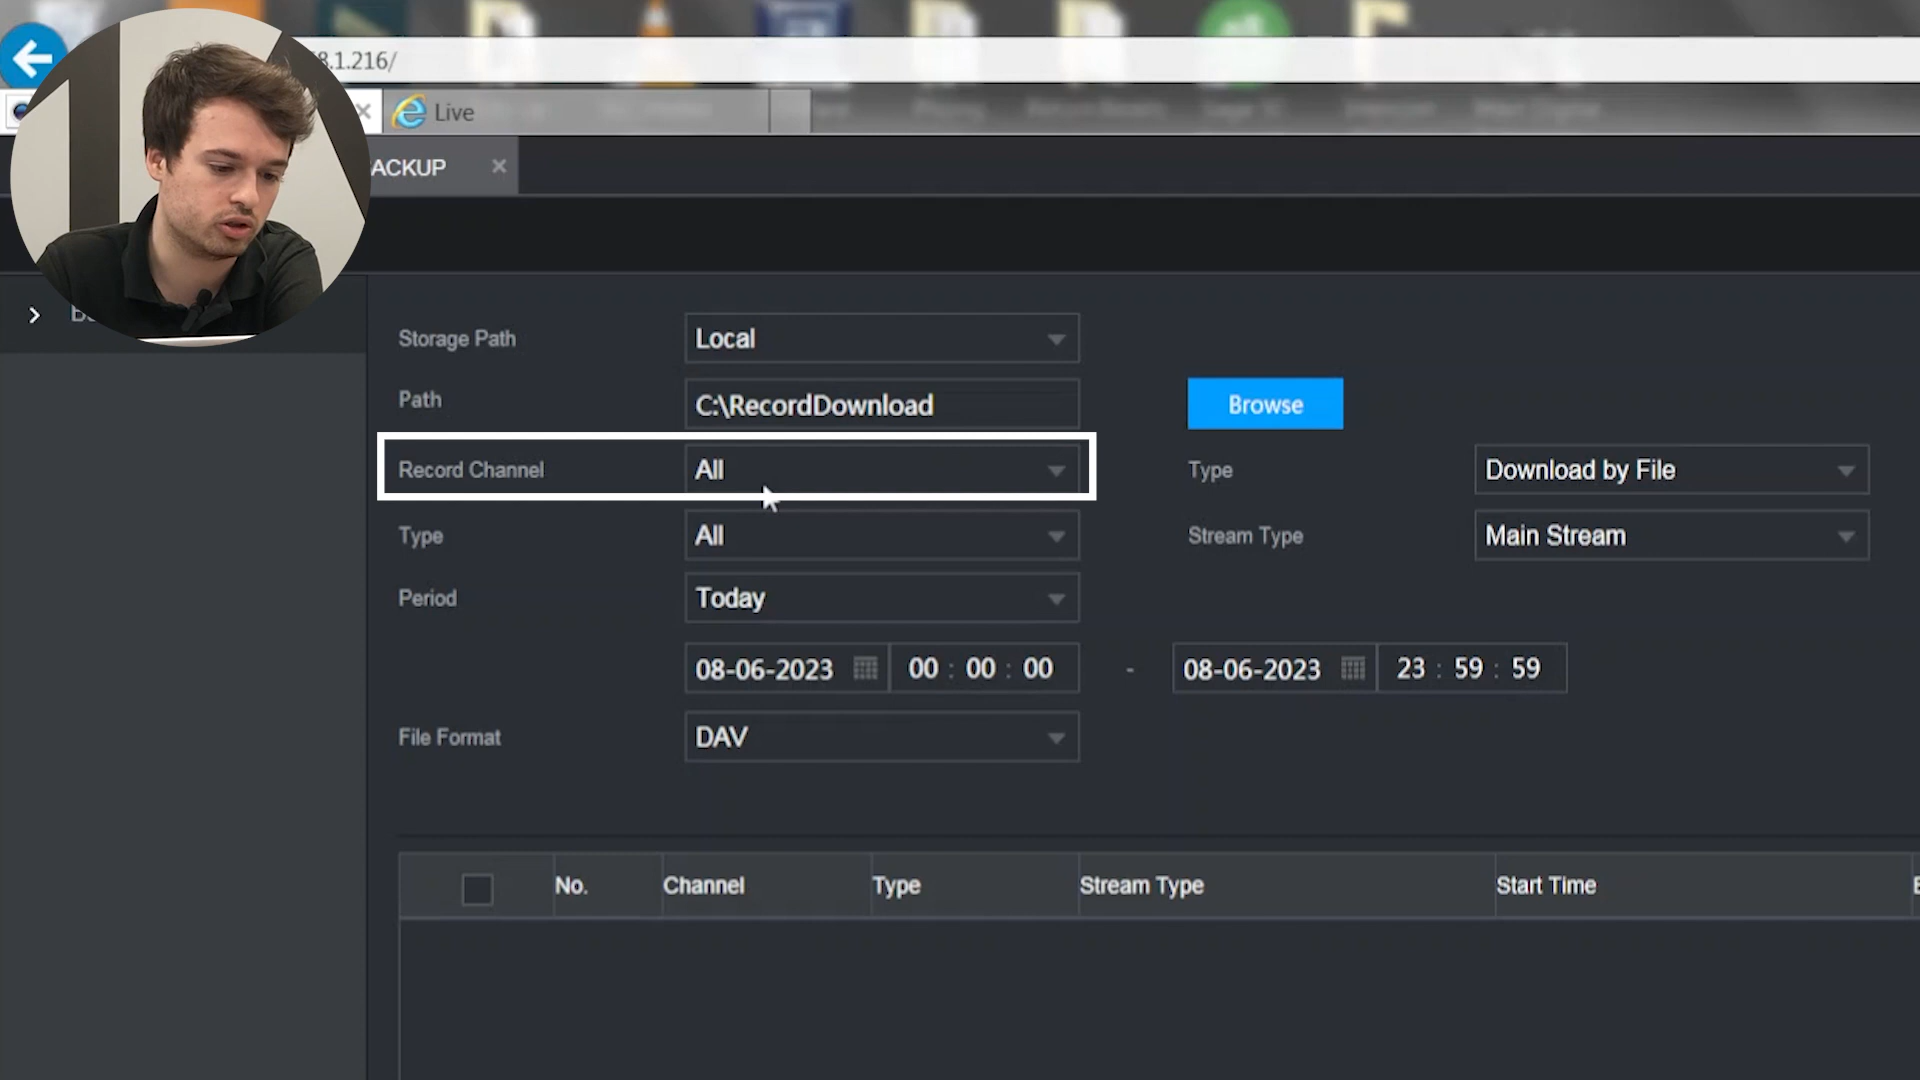 8.1.216/
Live
ACKUP
Storage Path Local
Path C:\RecordDownload Browse
Record Channel All Type Download by File
Type All Stream Type Main Stream
Period Today
08-06-2023 00 : 00 : 00 - 08-06-2023 23 : 59 : 59
File Format DAV
No. Channel Type Stream Type Start Time